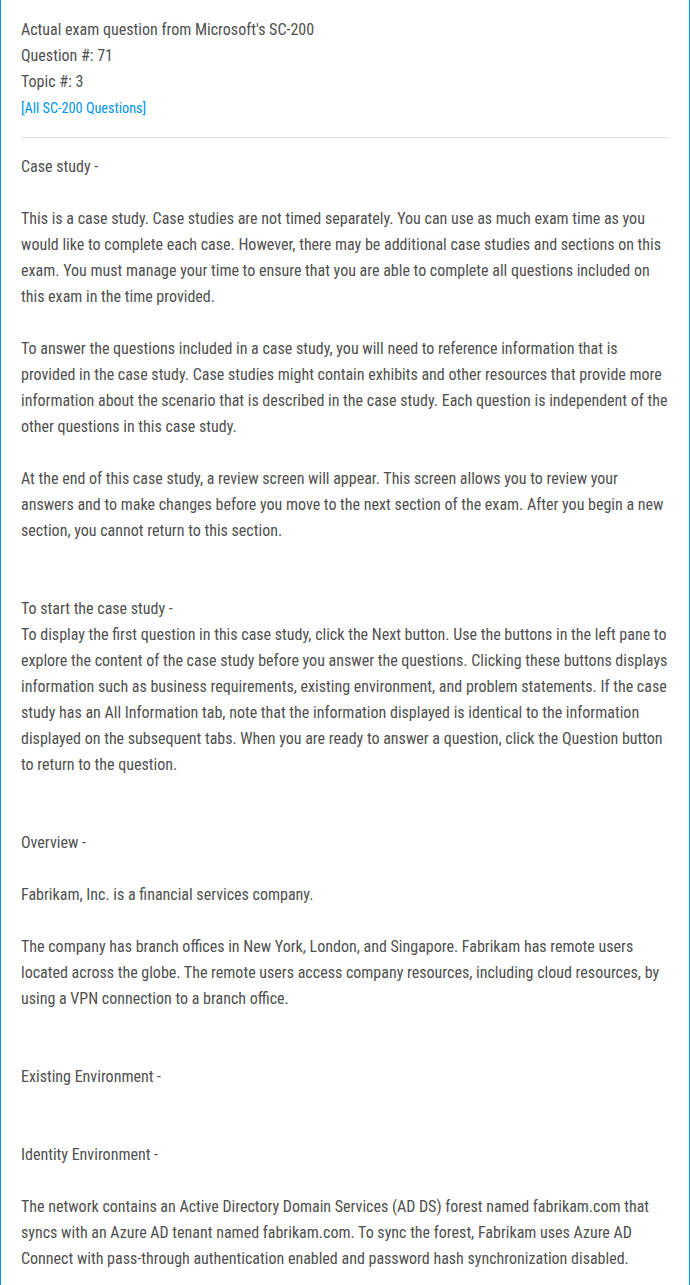 Actual exam question from Microsoft's SC-200
Question #: 71
Topic #: 3
[All SC-200 Questions]
Case study -
This is a case study. Case studies are not timed separately. You can use as much exam time as you
would like to complete each case. However, there may be additional case studies and sections on this
exam. You must manage your time to ensure that you are able to complete all questions included on
this exam in the time provided.
To answer the questions included in a case study, you will need to reference information that is
provided in the case study. Case studies might contain exhibits and other resources that provide more
information about the scenario that is described in the case study. Each question is independent of the
other questions in this case study.
At the end of this case study, a review screen will appear. This screen allows you to review your
answers and to make changes before you move to the next section of the exam. After you begin a new
section, you cannot return to this section.
To start the case study -
To display the first question in this case study, click the Next button. Use the buttons in the left pane to
explore the content of the case study before you answer the questions. Clicking these buttons displays
information such as business requirements, existing environment, and problem statements. If the case
study has an All Information tab, note that the information displayed is identical to the information
displayed on the subsequent tabs. When you are ready to answer a question, click the Question button
to return to the question.
Overview -
Fabrikam, Inc. is a financial services company.
The company has branch offices in New York, London, and Singapore. Fabrikam has remote users
located across the globe. The remote users access company resources, including cloud resources, by
using a VPN connection to a branch office.
Existing Environment -
Identity Environment -
The network contains an Active Directory Domain Services (AD DS) forest named fabrikam.com that
syncs with an Azure AD tenant named fabrikam.com. To sync the forest, Fabrikam uses Azure AD
Connect with pass-through authentication enabled and password hash synchronization disabled.